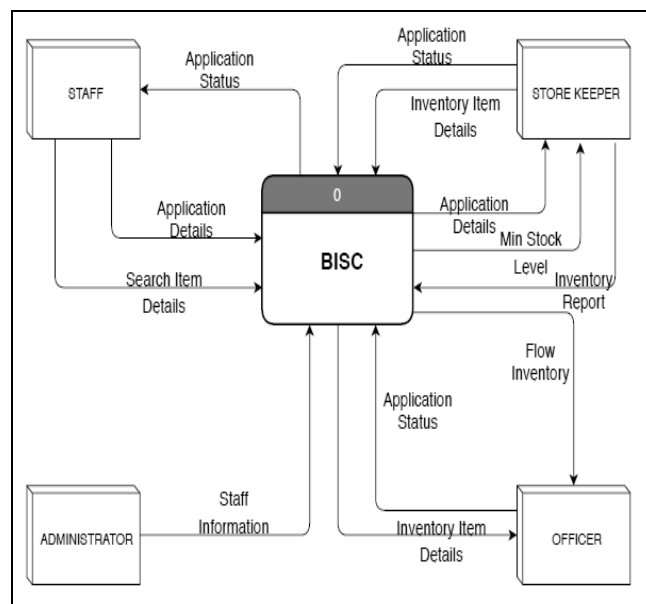 Application
Status
STAFF
Application
Status
STORE KEEPER
Inventory Item
Details
0
BISC
Application
Details
Search Item
Details
Application
Details
Min Stock
Level
Inventory
Report
Flow
Inventory
Application
Status
Staff
Information
ADMINISTRATOR
Inventory Item
Details
OFFICER